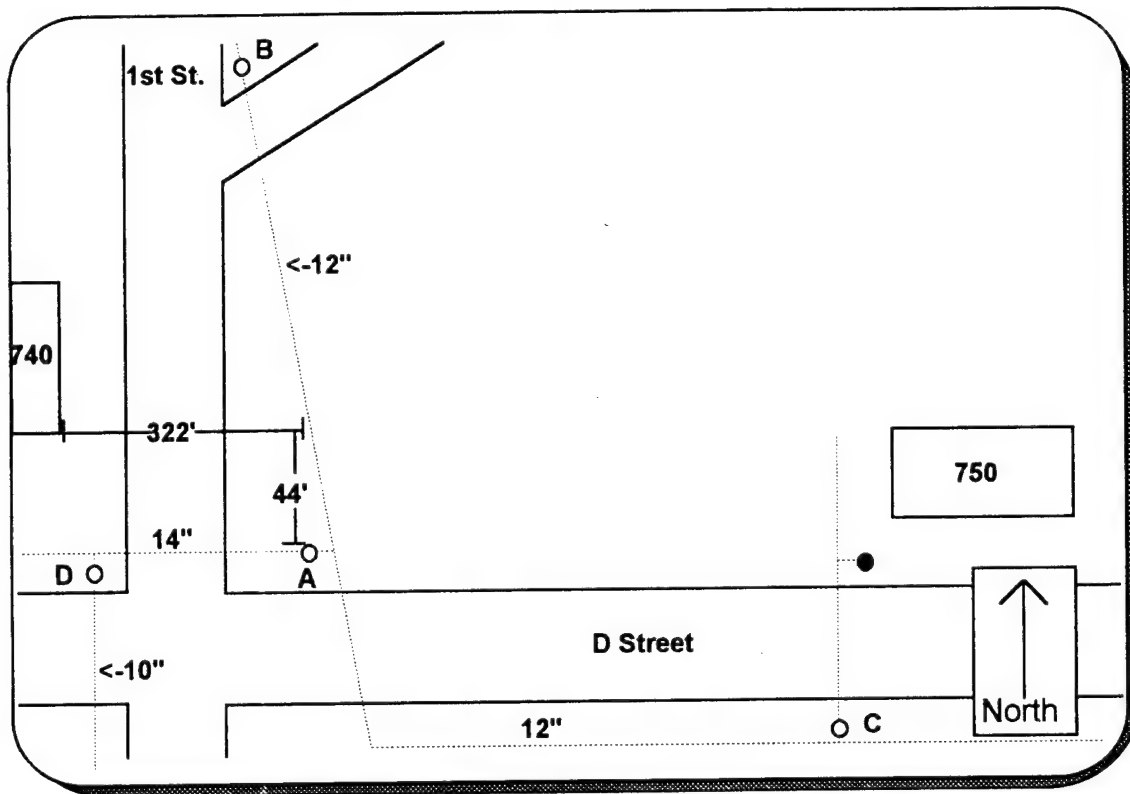 B
1st St.
<-12"
740
322'
44'
750
14"
D
A
D Street
<-10"
12"
C
North